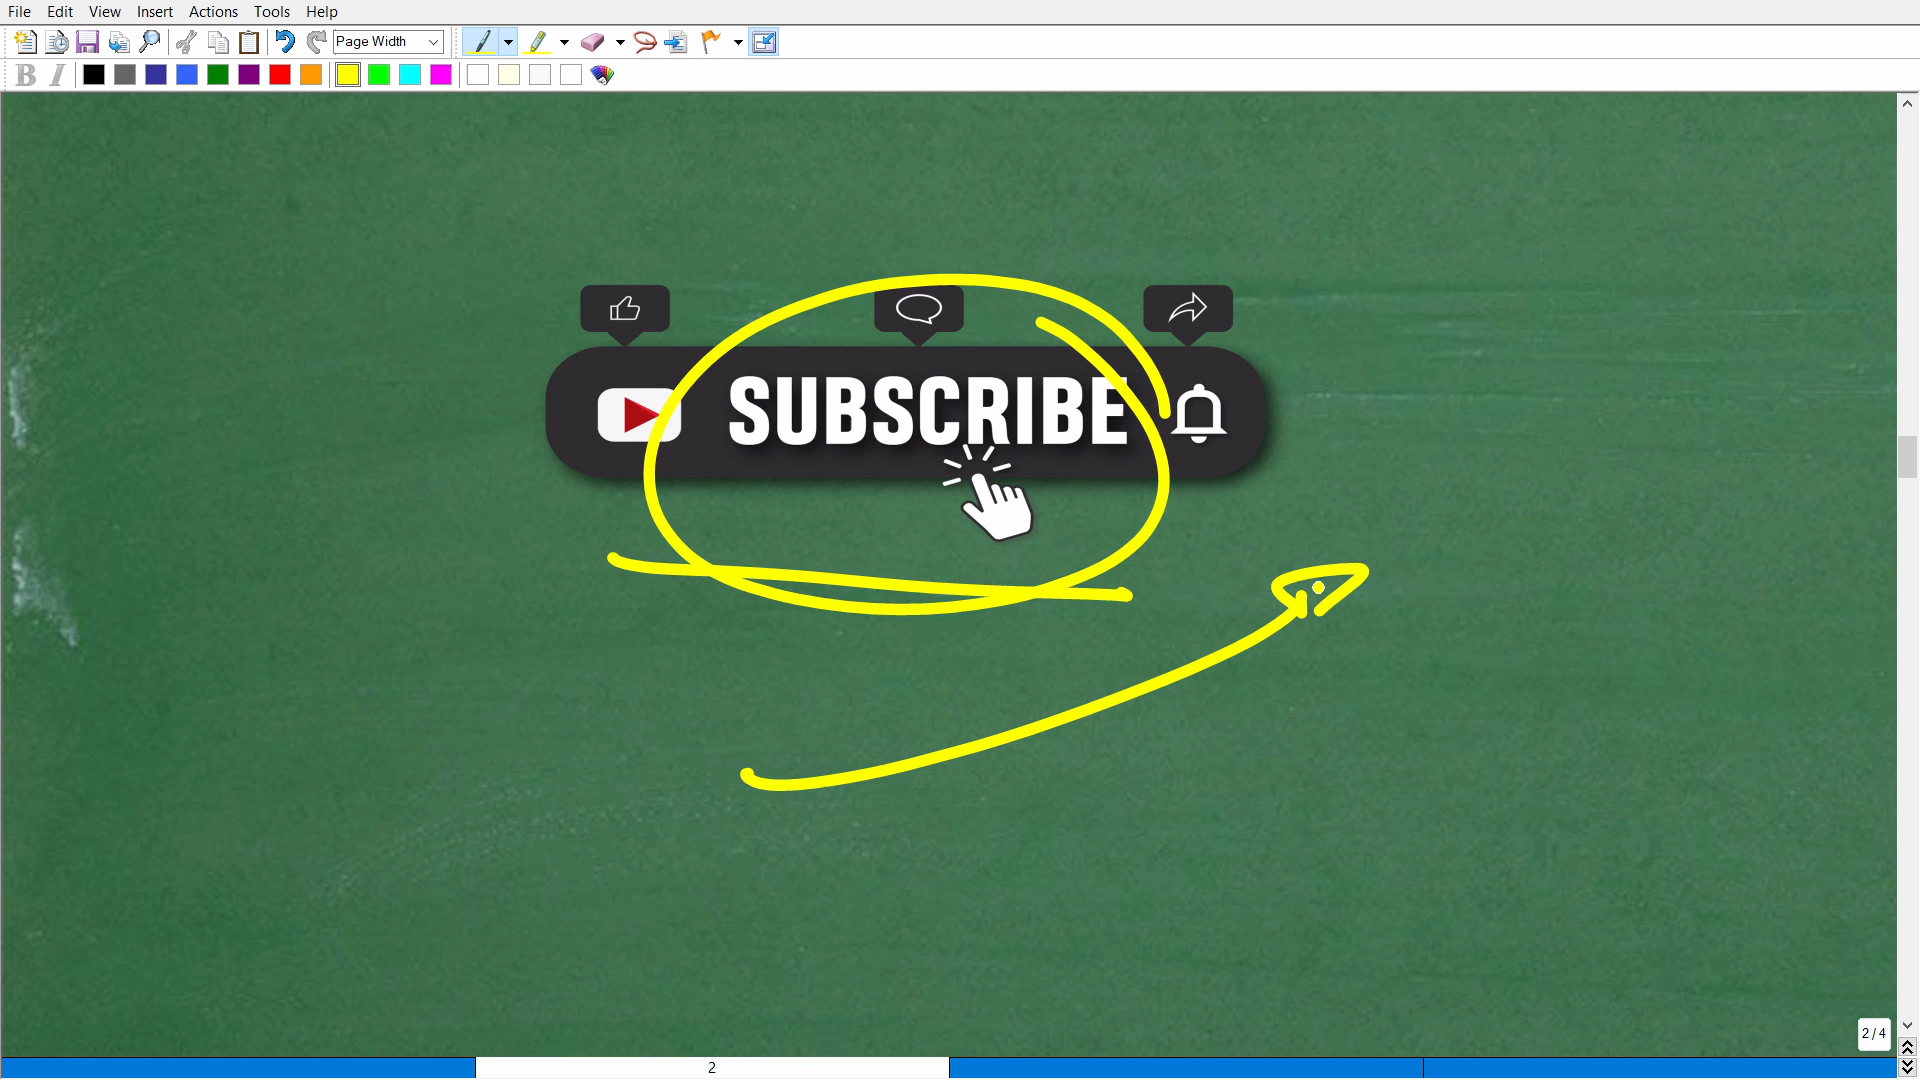 File Edit View Insert Actions Tools Help
Page Width
B I
SUBSCRIBE
2 / 4
2